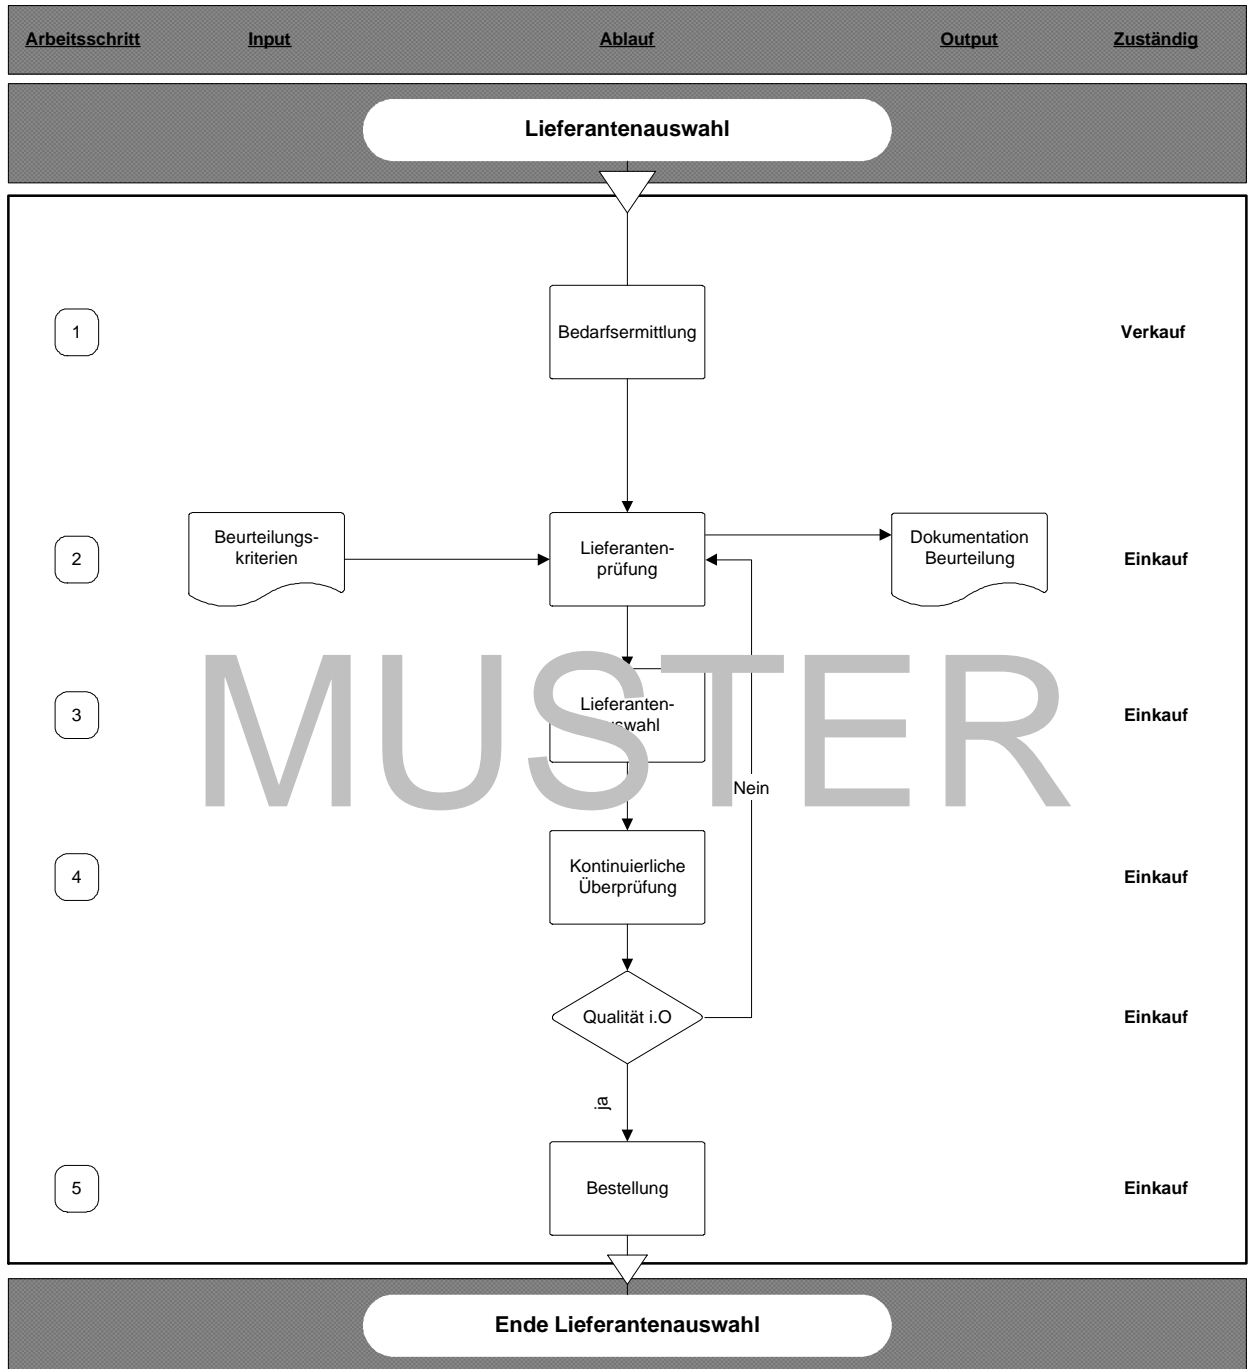 Arbeitsschritt Input Ablauf Output Zuständig
Lieferantenauswahl
1 Bedarfsermittlung Verkauf
Beurteilungs-
kriterien
2
Lieferanten-
prüfung
Dokumentation
Beurteilung
Einkauf
MUSTER
3
Lieferanten-
auswahl
Einkauf
Nein
4
Kontinuierliche
Überprüfung
Einkauf
Qualität i.O Einkauf
ja
5 Bestellung Einkauf
Ende Lieferantenauswahl